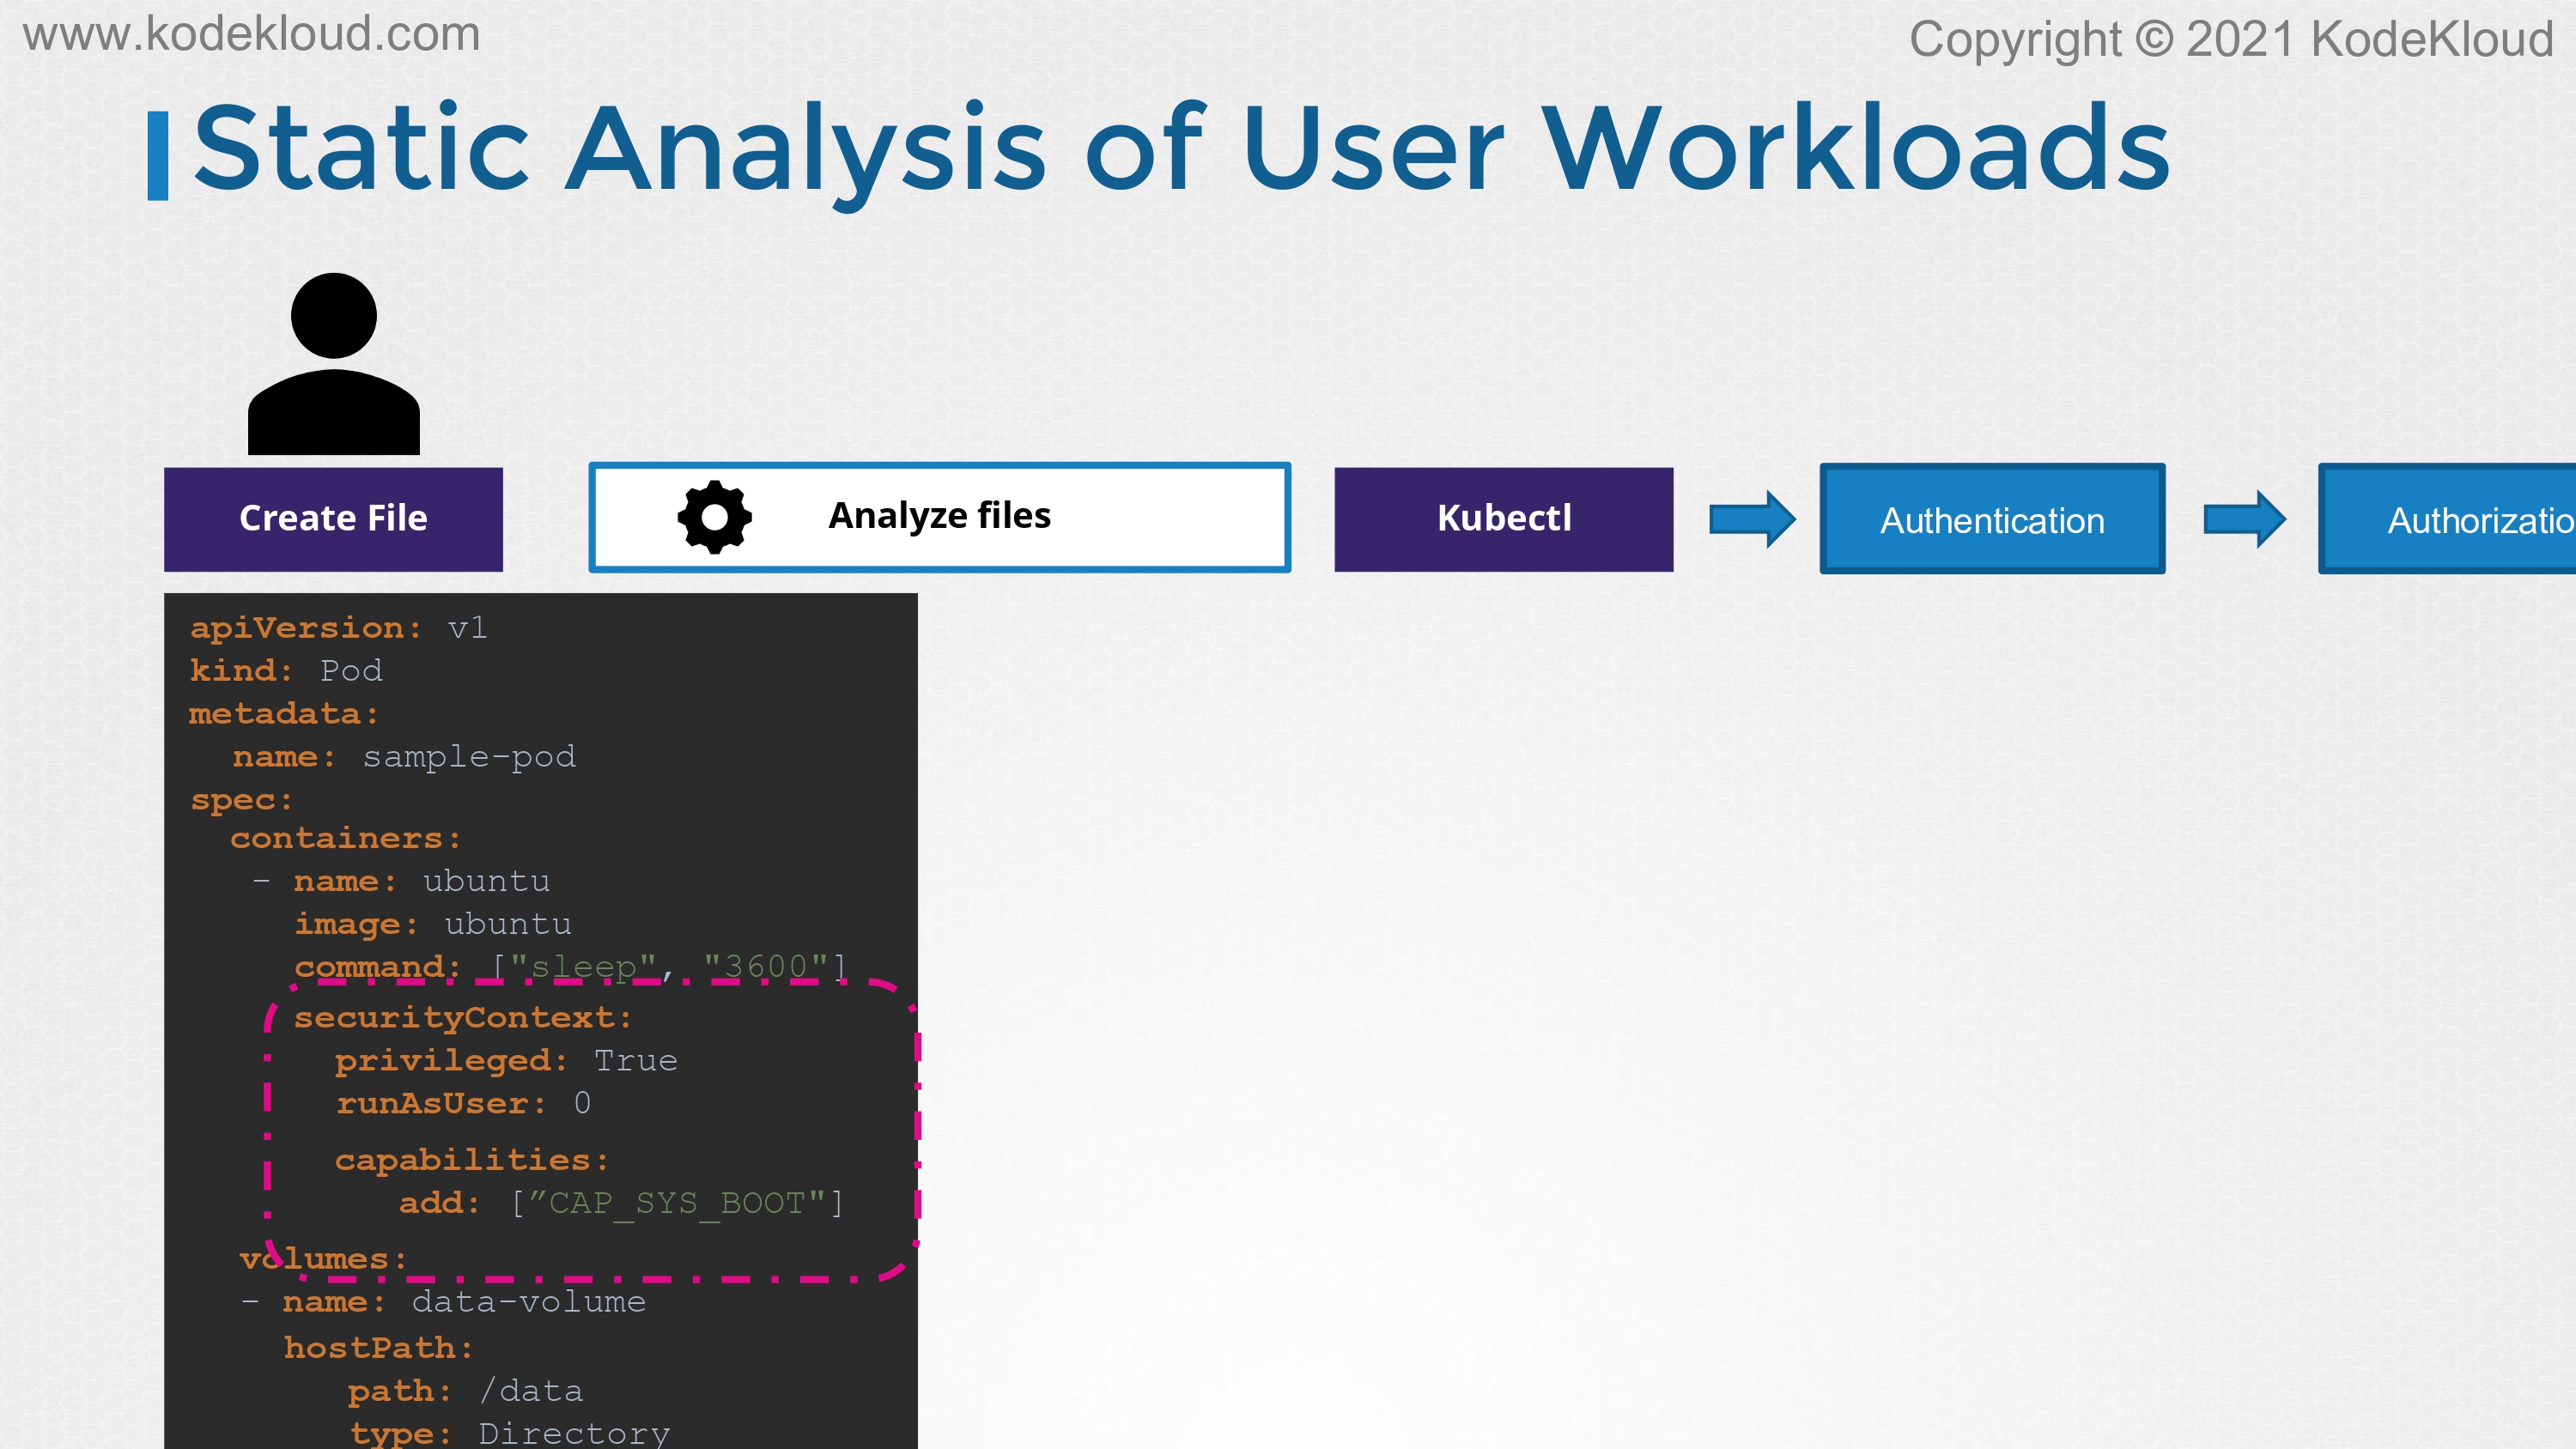 www.kodekloud.com
Copyright © 2021 KodeKloud
Static Analysis of User Workloads
Create File
Analyze files
Kubectl
Authentication
Authorizatio
apiVersion: v1
kind: Pod
metadata:
  name: sample-pod
spec:
  containers:
   - name: ubuntu
     image: ubuntu
     command: ["sleep", "3600"]
     securityContext:
       privileged: True
       runAsUser: 0
       capabilities:
          add: [”CAP_SYS_BOOT"]
  volumes:
  - name: data-volume
    hostPath:
       path: /data
       type: Directory